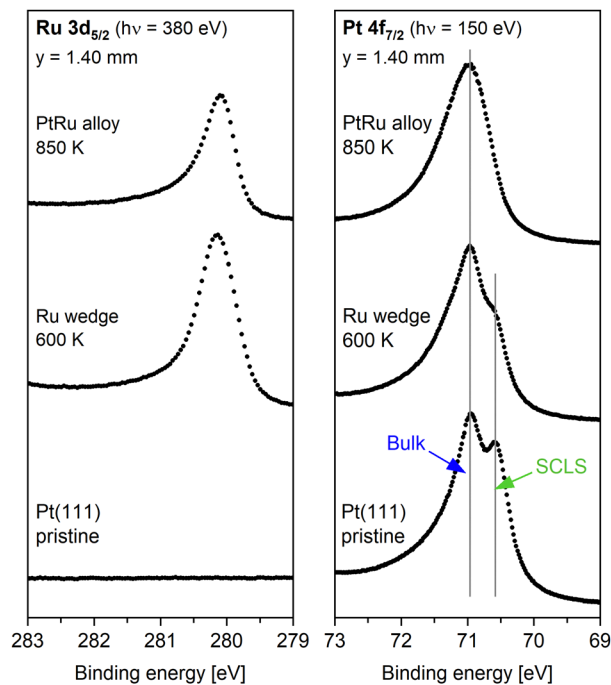 Ru 3d5/2 (hν = 380 eV)
y = 1.40 mm
PtRu alloy
850 K
Ru wedge
600 K
Pt(111)
pristine
283 282 281 280 279
Binding energy [eV]
Pt 4f7/2 (hν = 150 eV)
y = 1.40 mm
PtRu alloy
850 K
Ru wedge
600 K
Bulk
SCLS
Pt(111)
pristine
73 72 71 70 69
Binding energy [eV]